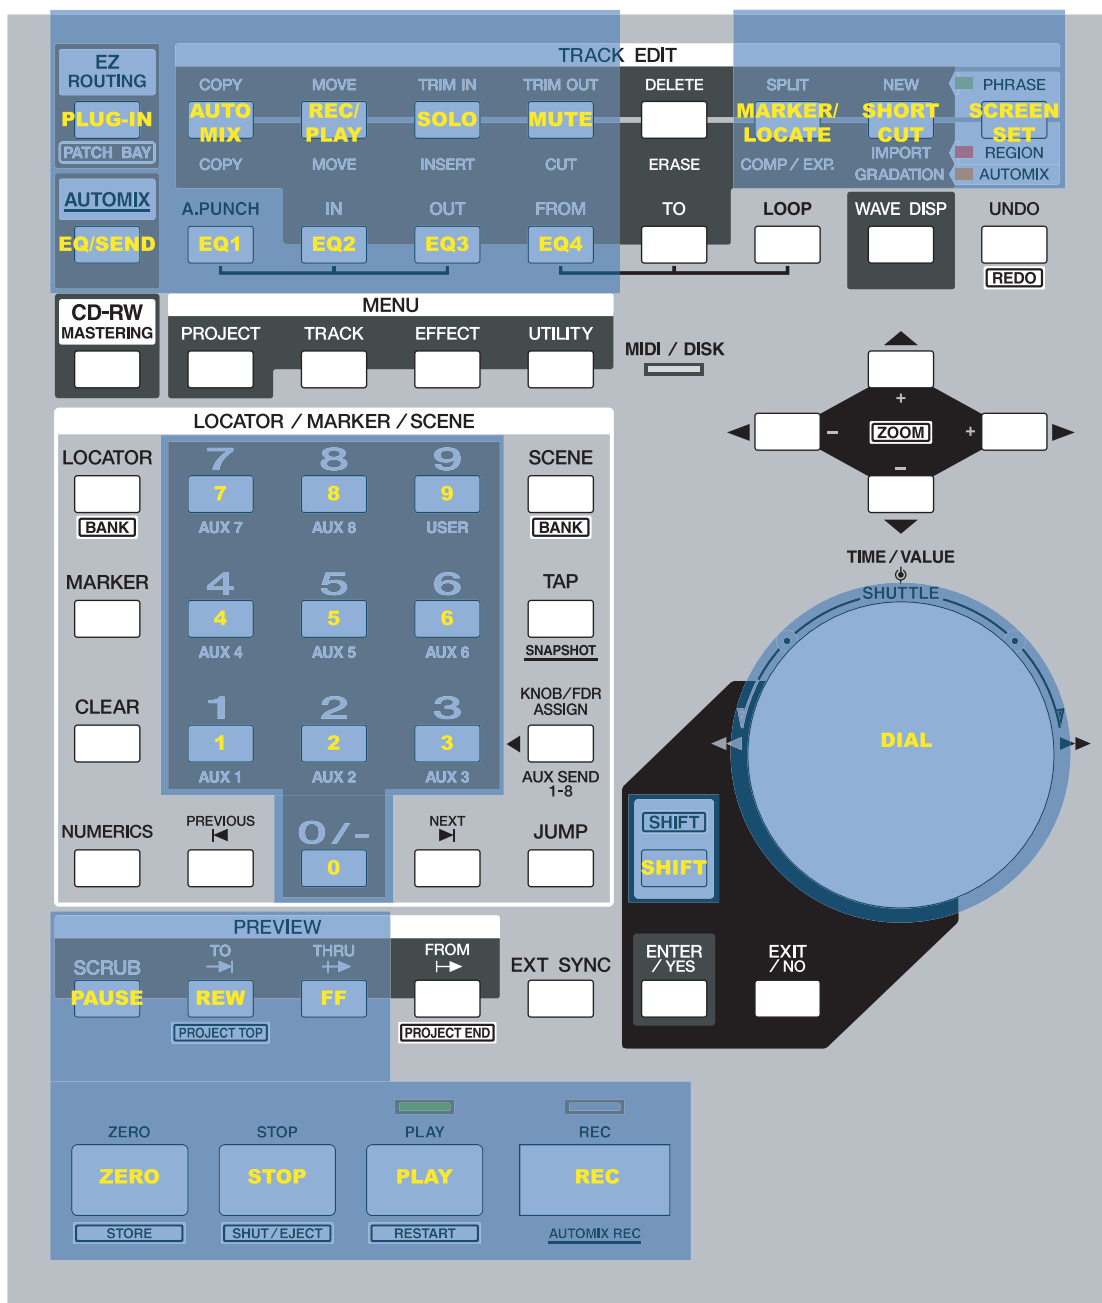 EZ
ROUTING
TRACK EDIT
COPY MOVE TRIM IN TRIM OUT DELETE SPLIT NEW PHRASE
PLUG-IN AUTO MIX REC/PLAY SOLO MUTE MARKER/LOCATE SHORT CUT SCREEN SET
PATCH BAY COPY MOVE INSERT CUT ERASE COMP / EXP. IMPORT REGION
GRADATION AUTOMIX
AUTOMIX A.PUNCH IN OUT FROM TO LOOP WAVE DISP UNDO
EQ/SEND EQ1 EQ2 EQ3 EQ4
REDO
CD-RW
MASTERING
MENU
PROJECT TRACK EFFECT UTILITY
MIDI / DISK
+
– ZOOM +
–
LOCATOR / MARKER / SCENE
LOCATOR 7 8 9 SCENE
7 8 9
BANK AUX 7 AUX 8 USER BANK
TIME / VALUE
SHUTTLE
MARKER 4 5 6 TAP
4 5 6
AUX 4 AUX 5 AUX 6 SNAPSHOT
CLEAR 1 2 3 KNOB/FDR
ASSIGN
1 2 3
AUX 1 AUX 2 AUX 3 AUX SEND
1-8
DIAL
NUMERICS PREVIOUS 0/- NEXT JUMP
0
SHIFT
SHIFT
PREVIEW
SCRUB TO THRU FROM EXT SYNC
PAUSE REW FF
PROJECT TOP PROJECT END
ENTER
/ YES
EXIT
/ NO
ZERO STOP PLAY REC
ZERO STOP PLAY REC
STORE SHUT / EJECT RESTART AUTOMIX REC